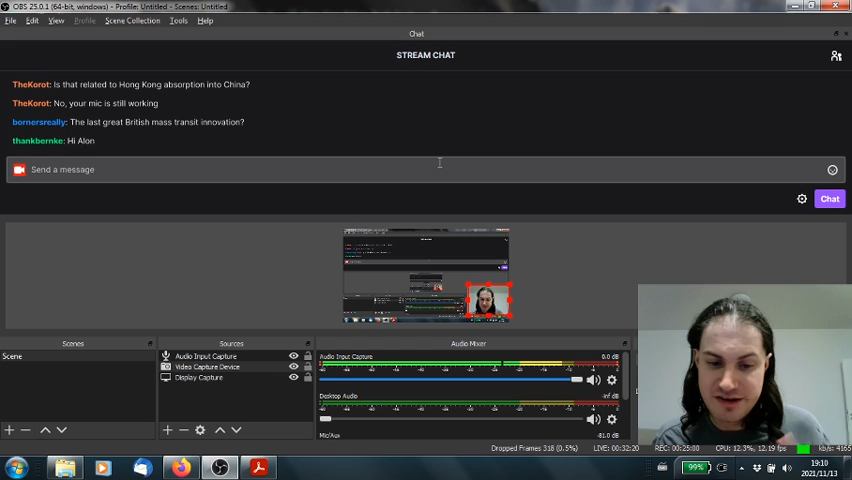 OBS 25.0.1 (64-bit, windows) - Profile: Untitled - Scenes: Untitled
File Edit View Profile Scene Collection Tools Help
Chat
STREAM CHAT
TheKorot: Is that related to Hong Kong absorption into China?
TheKorot: No, your mic is still working
bornersreally: The last great British mass transit innovation?
thankbernke: Hi Alon
Send a message
Chat
Scenes Sources Audio Mixer
Scene
Audio Input Capture
Video Capture Device
Display Capture
Audio Input Capture 0.0 dB
Desktop Audio -inf dB
Mic/Aux -81.0 dB
Dropped Frames 318 (0.5%) LIVE: 00:32:20 REC: 00:25:00 CPU: 12.3%, 12.19 fps kb/s: 4165
99% 19:10
2021/11/13